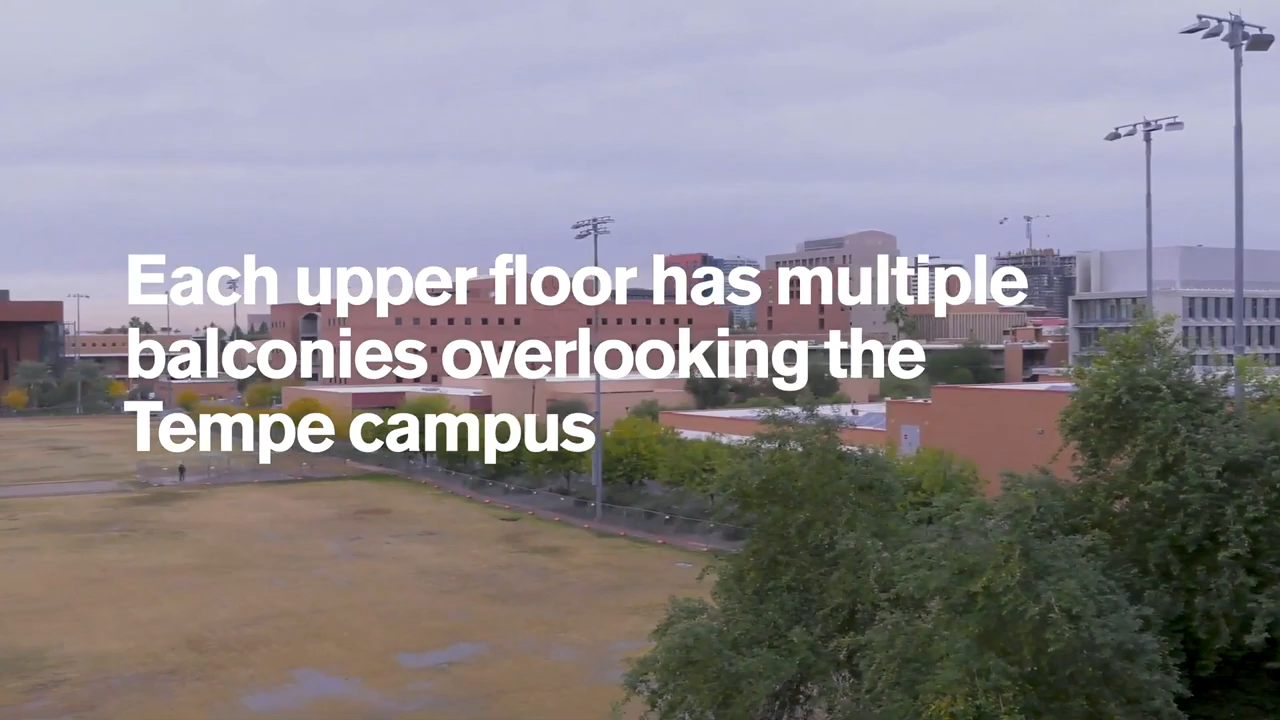 Each upper floor has multiple
balconies overlooking the
Tempe campus